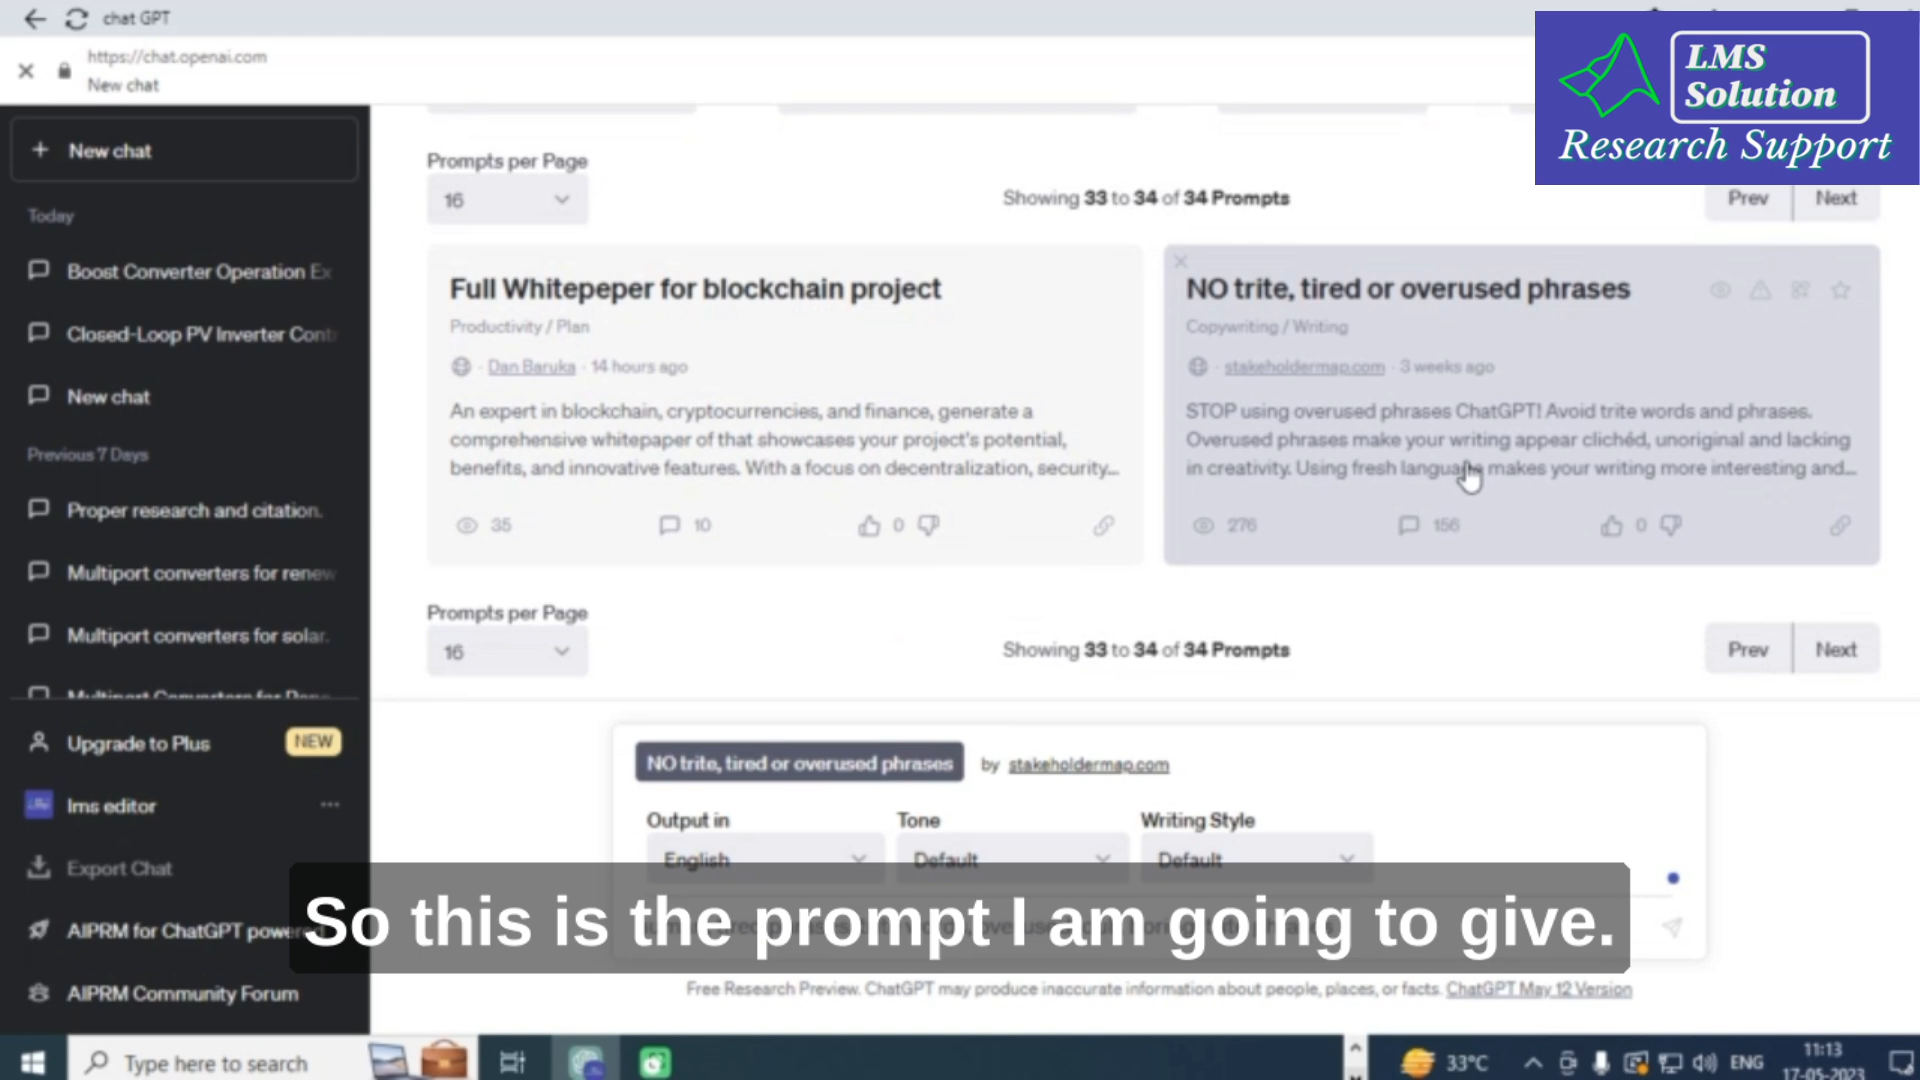 chat GPT
https://chat.openai.com
New chat
LMS
Solution
Research Support
New chat
Today
Boost Converter Operation Ex
Closed-Loop PV Inverter Cont
New chat
Previous 7 Days
Proper research and citation.
Multiport converters for renew
Multiport converters for solar.
Multiport Converters for
Upgrade to Plus
NEW
lms editor
Export Chat
AIPRM for ChatGPT powered
AIPRM Community Forum
Prompts per Page
16
Showing 33 to 34 of 34 Prompts
Prev
Next
Full Whitepeper for blockchain project
Productivity / Plan
· Dan Baruka · 14 hours ago
An expert in blockchain, cryptocurrencies, and finance, generate a
comprehensive whitepaper of that showcases your project's potential,
benefits, and innovative features. With a focus on decentralization, security...
35
10
0
NO trite, tired or overused phrases
Copywriting / Writing
· stakeholdermap.com · 3 weeks ago
STOP using overused phrases ChatGPT! Avoid trite words and phrases.
Overused phrases make your writing appear clichéd, unoriginal and lacking
in creativity. Using fresh language makes your writing more interesting and...
276
156
0
Prompts per Page
16
Showing 33 to 34 of 34 Prompts
Prev
Next
NO trite, tired or overused phrases by stakeholdermap.com
Output in
English
Tone
Default
Writing Style
Default
So this is the prompt I am going to give.
Free Research Preview. ChatGPT may produce inaccurate information about people, places, or facts. ChatGPT May 12 Version
Type here to search
33°C
ENG
11:13
17-05-2023